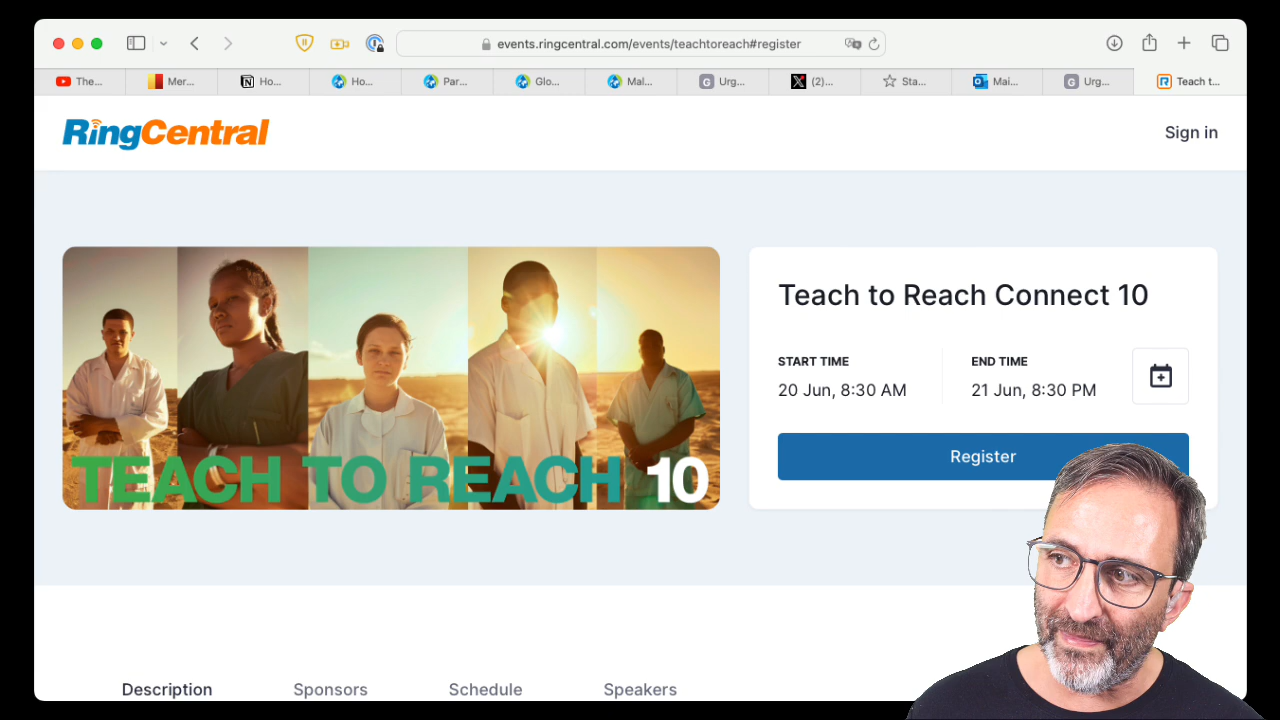 events.ringcentral.com/events/teachtoreach#register
The...
Mer...
Ho...
Ho...
Par...
Glo...
Mal...
G Urg...
(2)...
Sta...
Mai...
G Urg...
Teach t...
RingCentral
Sign in
TEACH TO REACH 10
Teach to Reach Connect 10
START TIME
END TIME
20 Jun, 8:30 AM
21 Jun, 8:30 PM
Register
Description
Sponsors
Schedule
Speakers